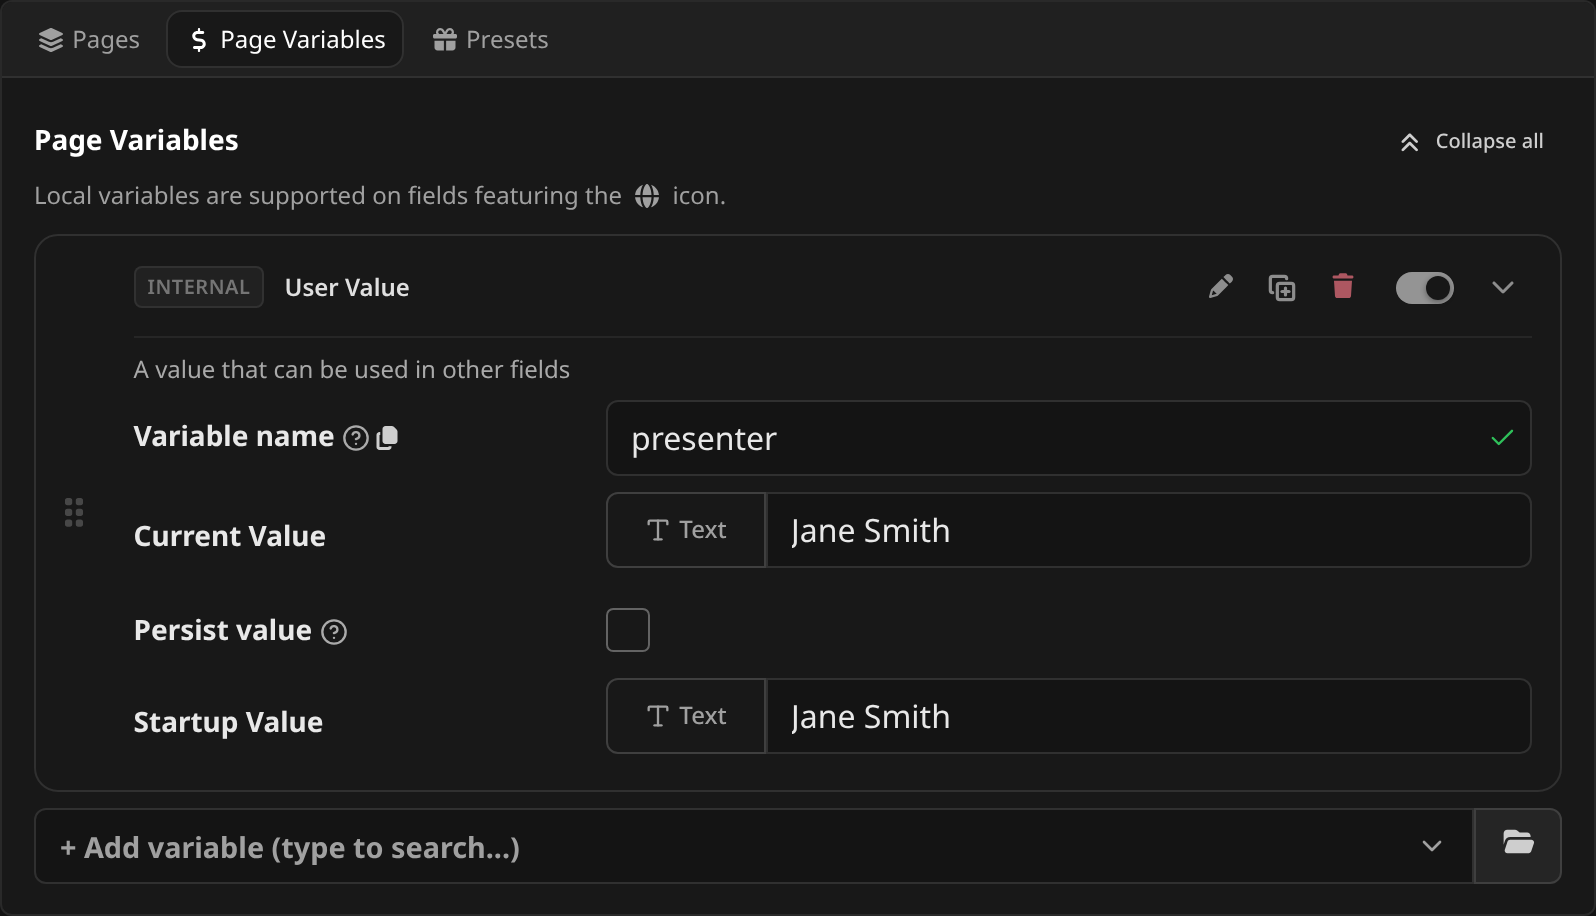 Pages
Page Variables
Presets
Page Variables
Collapse all
Local variables are supported on fields featuring the icon.
INTERNAL
User Value
A value that can be used in other fields
Variable name
presenter
Current Value
Text
Jane Smith
Persist value
Startup Value
Text
Jane Smith
+ Add variable (type to search...)